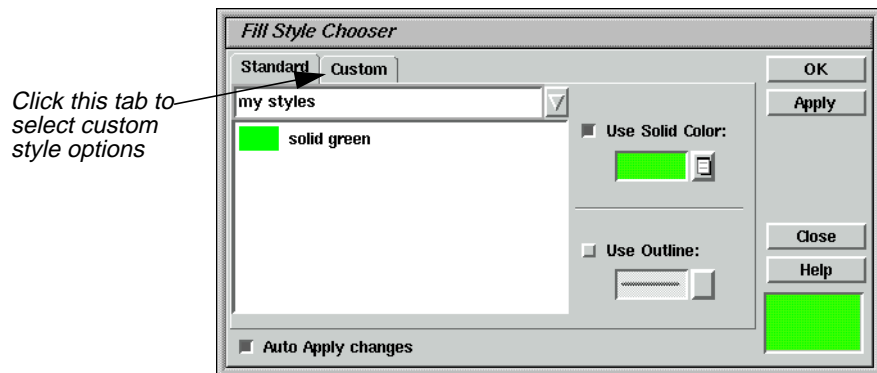 Fill Style Chooser
Standard
Custom
OK
Click this tab to
select custom
style options
my styles
Apply
solid green
Use Solid Color:
Use Outline:
Close
Help
Auto Apply changes